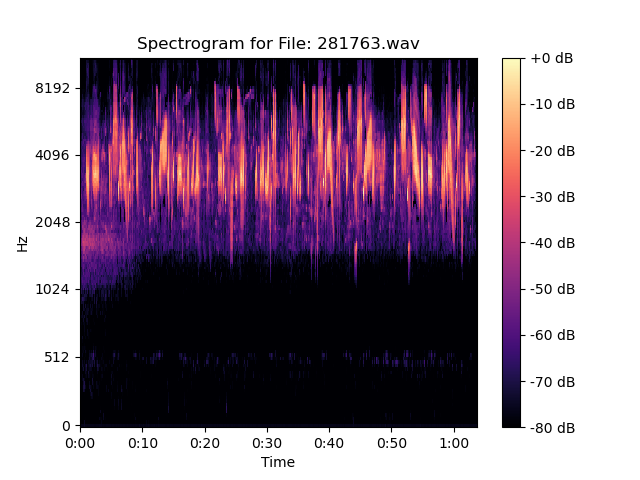 Spectrogram for File: 281763.wav
8192
4096
2048
1024
512
0
Hz
0:00 0:10 0:20 0:30 0:40 0:50 1:00
Time
+0 dB
-10 dB
-20 dB
-30 dB
-40 dB
-50 dB
-60 dB
-70 dB
-80 dB